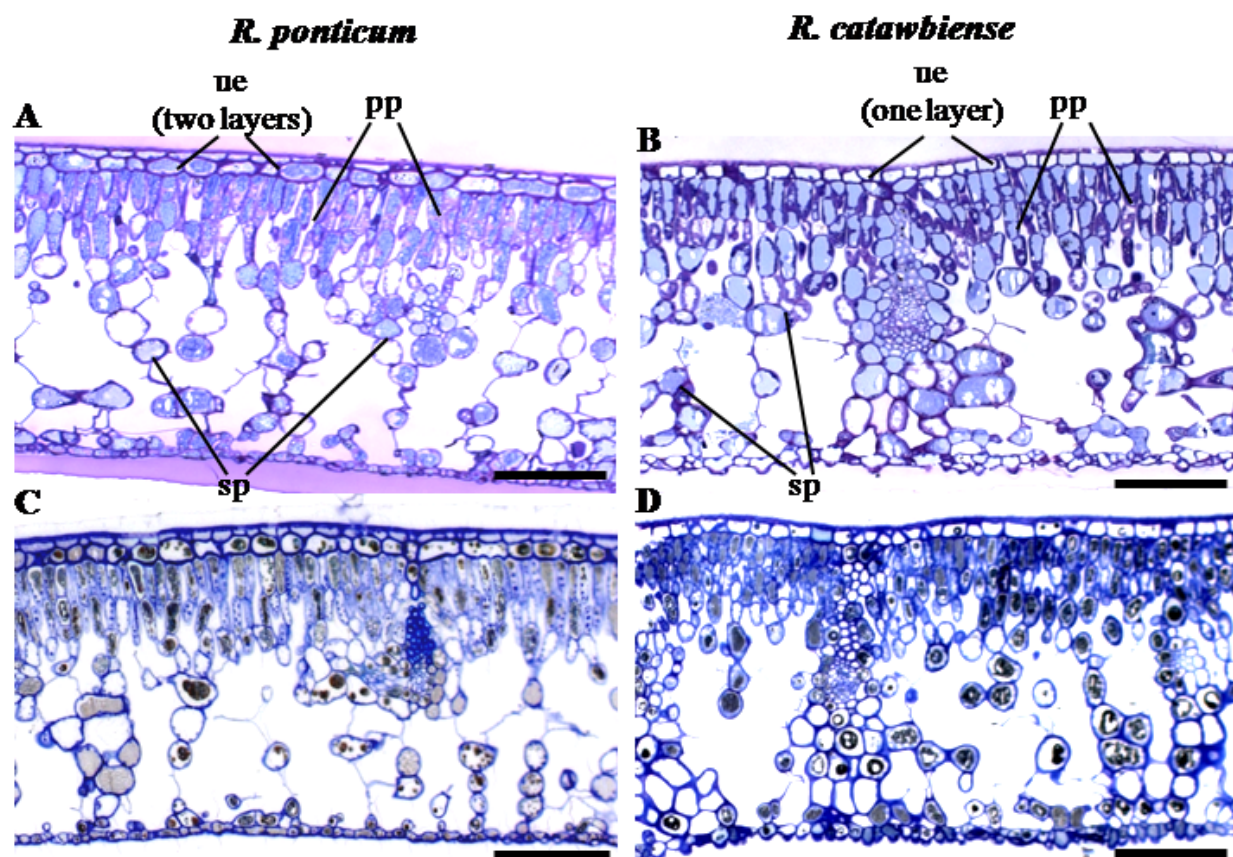 R. ponticum
R. catawbiense
ue
(two layers)
pp
ue
(one layer)
pp
A
B
sp
sp
C
D